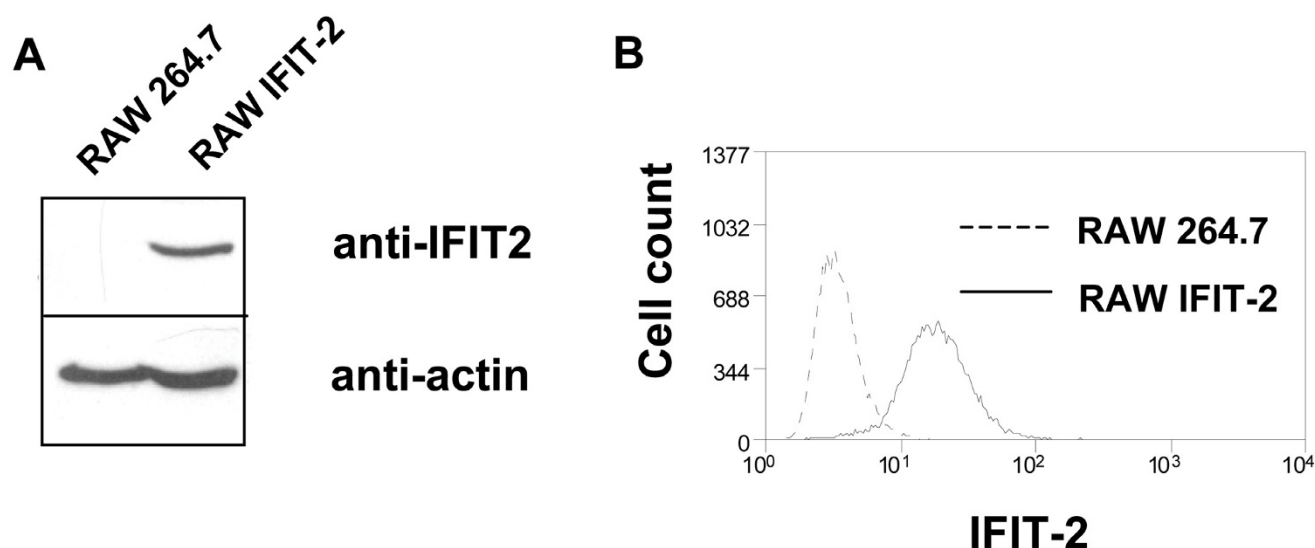 A
RAW 264.7
RAW IFIT-2
anti-IFIT2
anti-actin
B
Cell count
1377
1032
688
344
0
10⁰
10¹
10²
10³
10⁴
RAW 264.7
RAW IFIT-2
IFIT-2